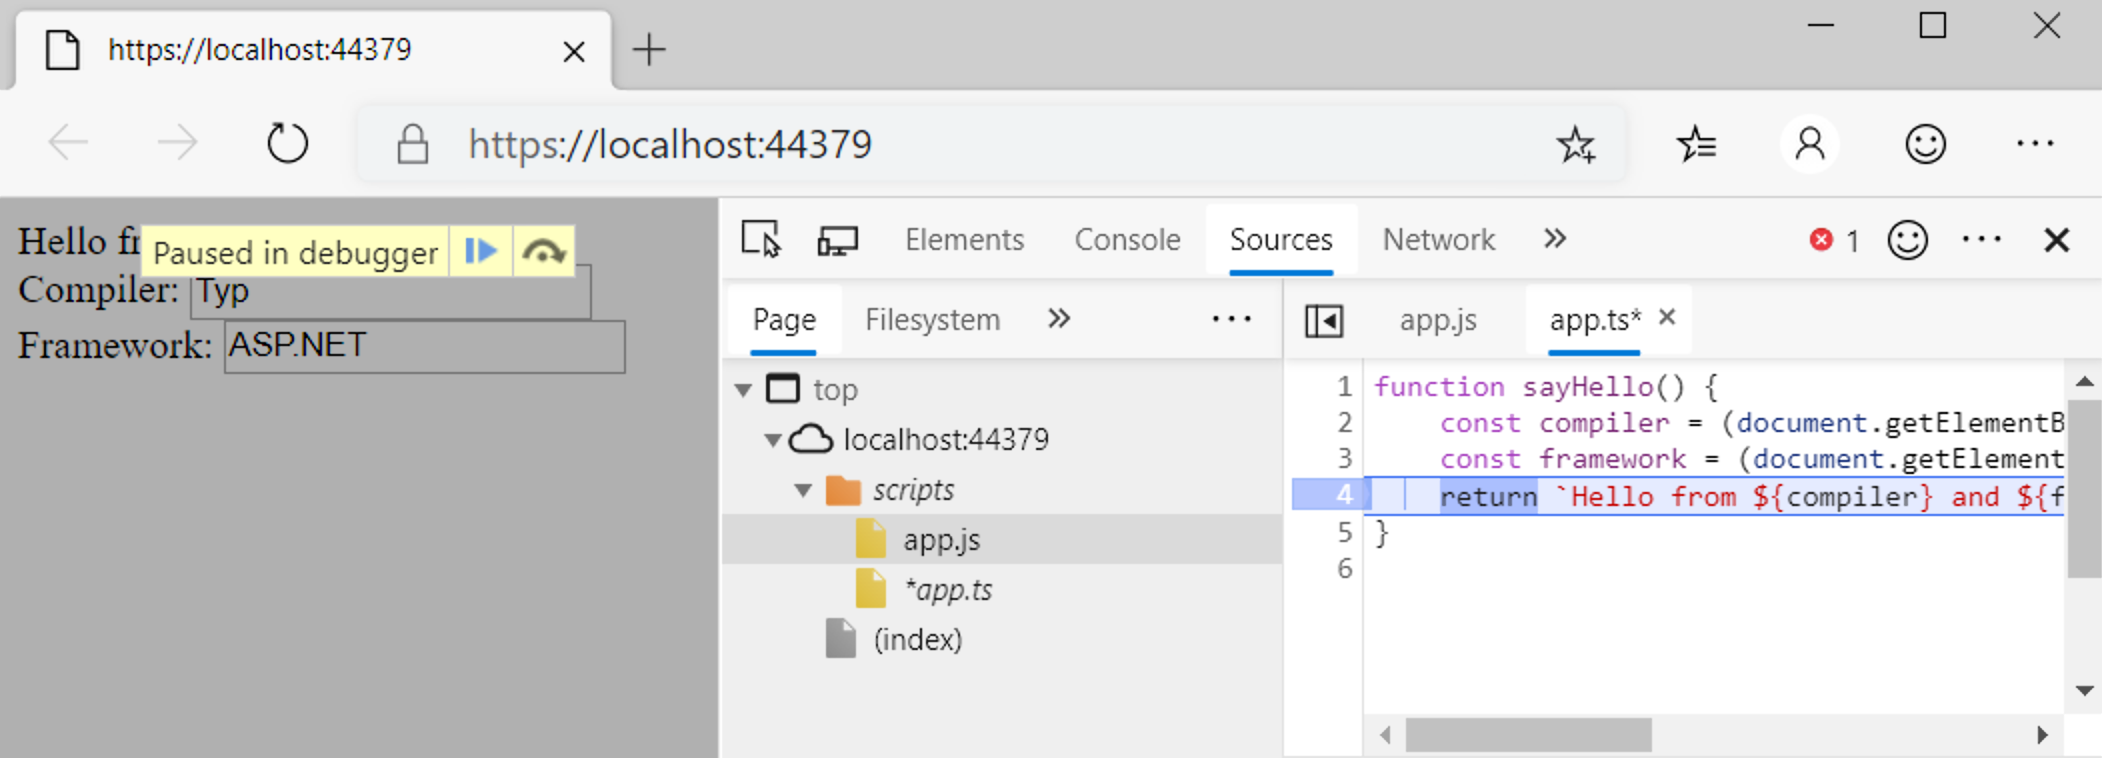 https://localhost:44379
https://localhost:44379
Hello fr
Paused in debugger
Compiler: Typ
Framework: ASP.NET
Elements Console Sources Network 1
Page Filesystem
top
localhost:44379
scripts
app.js
*app.ts
(index)
app.js app.ts*
1 function sayHello() {
2 const compiler = (document.getElementB
3 const framework = (document.getElement
4 return `Hello from ${compiler} and ${f
5 }
6